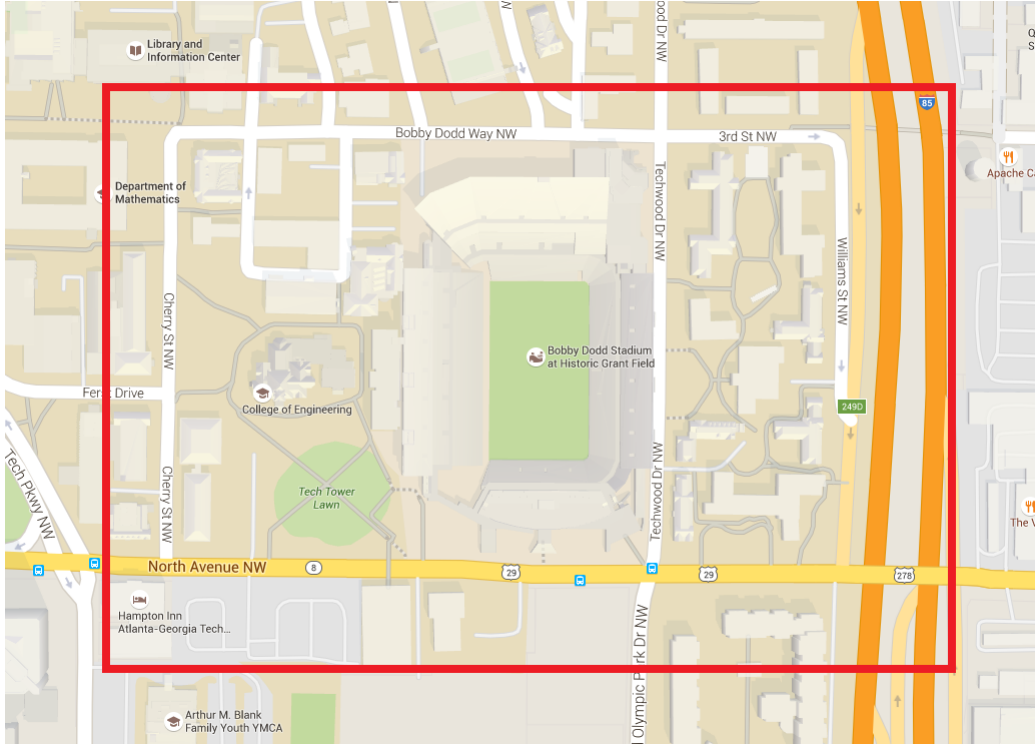 Library and
Information Center
85
Bobby Dodd Way NW
3rd St NW
Apache
Department of
Mathematics
Techwood Dr NW
Williams St NW
Cherry St NW
Bobby Dodd Stadium
at Historic Grant Field
Ferst Drive
College of Engineering
249D
Tech Pkwy NW
Cherry St NW
Techwood Dr NW
Tech Tower
Lawn
The
North Avenue NW
8
29
29
278
Hampton Inn
Atlanta-Georgia Tech...
Olympic Park Dr NW
Arthur M. Blank
Family Youth YMCA